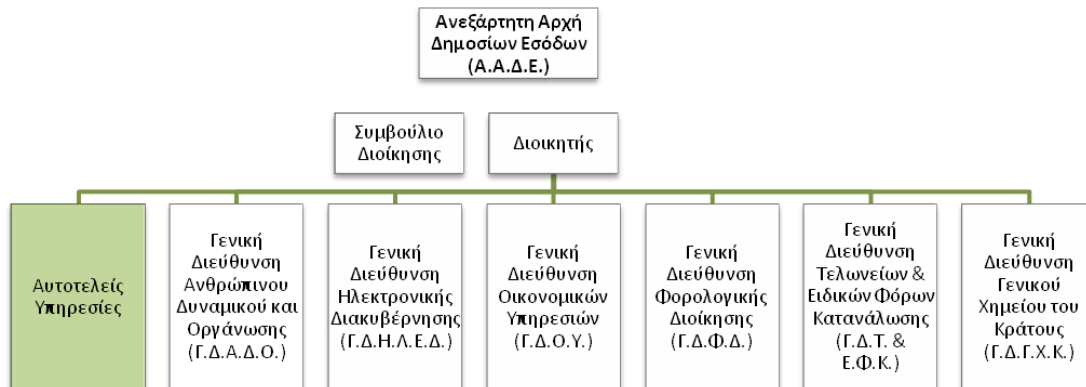 Ανεξάρτητη Αρχή
Δημοσίων Εσόδων
(Α.Α.Δ.Ε.)
Συμβούλιο
Διοίκησης
Διοικητής
Αυτοτελείς
Υπηρεσίες
Γενική
Διεύθυνση
Ανθρώπινου
Δυναμικού και
Οργάνωσης
(Γ.Δ.Α.Δ.Ο.)
Γενική
Διεύθυνση
Ηλεκτρονικής
Διακυβέρνησης
(Γ.Δ.Η.Λ.Ε.Δ.)
Γενική
Διεύθυνση
Οικονομικών
Υπηρεσιών
(Γ.Δ.Ο.Υ.)
Γενική
Διεύθυνση
Φορολογικής
Διοίκησης
(Γ.Δ.Φ.Δ.)
Γενική
Διεύθυνση
Τελωνείων &
Ειδικών Φόρων
Κατανάλωσης
(Γ.Δ.Τ. &
Ε.Φ.Κ.)
Γενική
Διεύθυνση
Γενικού
Χημείου του
Κράτους
(Γ.Δ.Γ.Χ.Κ.)